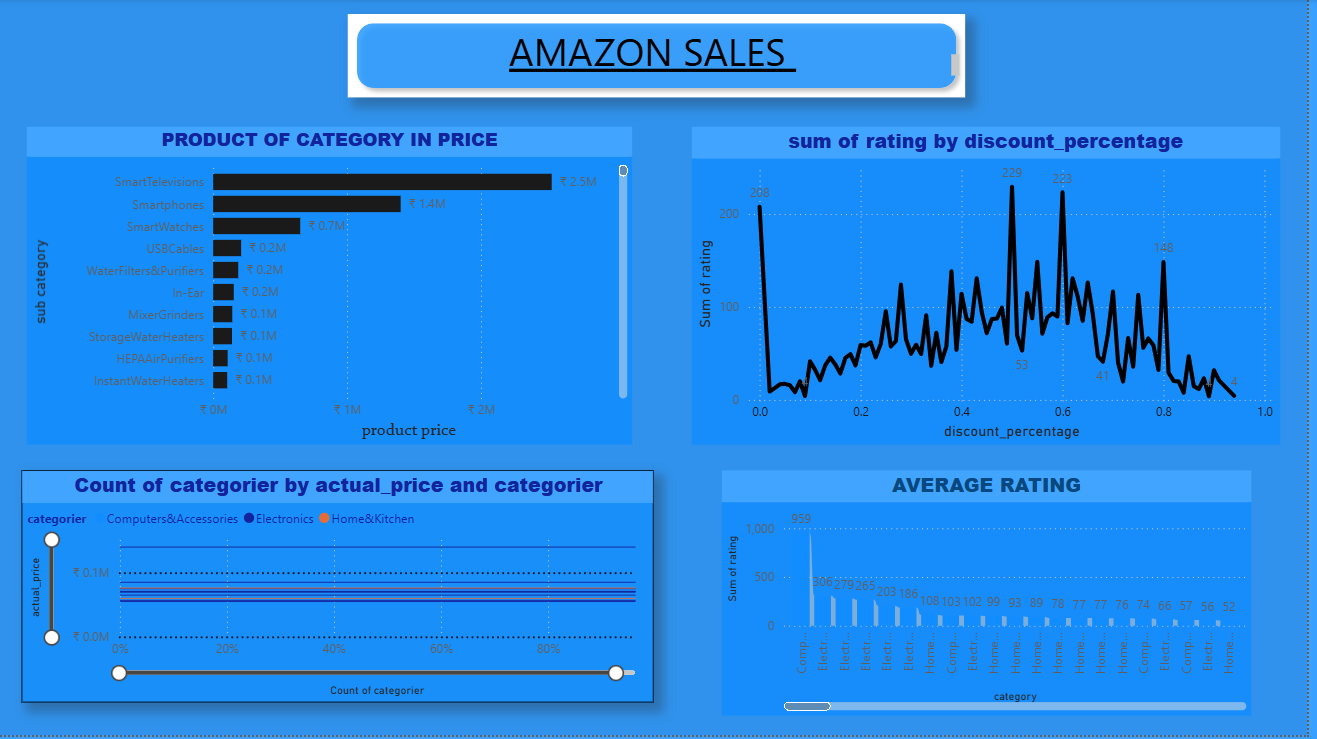 AMAZON SALES
PRODUCT OF CATEGORY IN PRICE
sub category
SmartTelevisions ₹ 2.5M
Smartphones ₹ 1.4M
SmartWatches ₹ 0.7M
USBCables ₹ 0.2M
WaterFilters&Purifiers ₹ 0.2M
In-Ear ₹ 0.2M
MixerGrinders ₹ 0.1M
StorageWaterHeaters ₹ 0.1M
HEPAAirPurifiers ₹ 0.1M
InstantWaterHeaters ₹ 0.1M
₹ 0M ₹ 1M ₹ 2M
product price
sum of rating by discount_percentage
Sum of rating
229
208 223
200
148
100
53
41
4
0
0.0 0.2 0.4 0.6 0.8 1.0
discount_percentage
Count of categorier by actual_price and categorier
categorier Computers&Accessories Electronics Home&Kitchen
actual_price
₹ 0.1M
₹ 0.0M
0% 20% 40% 60% 80%
Count of categorier
AVERAGE RATING
Sum of rating
1,000
500
0
959 306 279 265 203 186 108 103 102 99 93 89 78 77 77 76 74 66 57 56 52
Comp... Electr... Electr... Electr... Electr... Electr... Home... Comp... Electr... Home... Home... Home... Home... Home... Home... Home... Comp... Electr... Comp... Electr... Home...
category